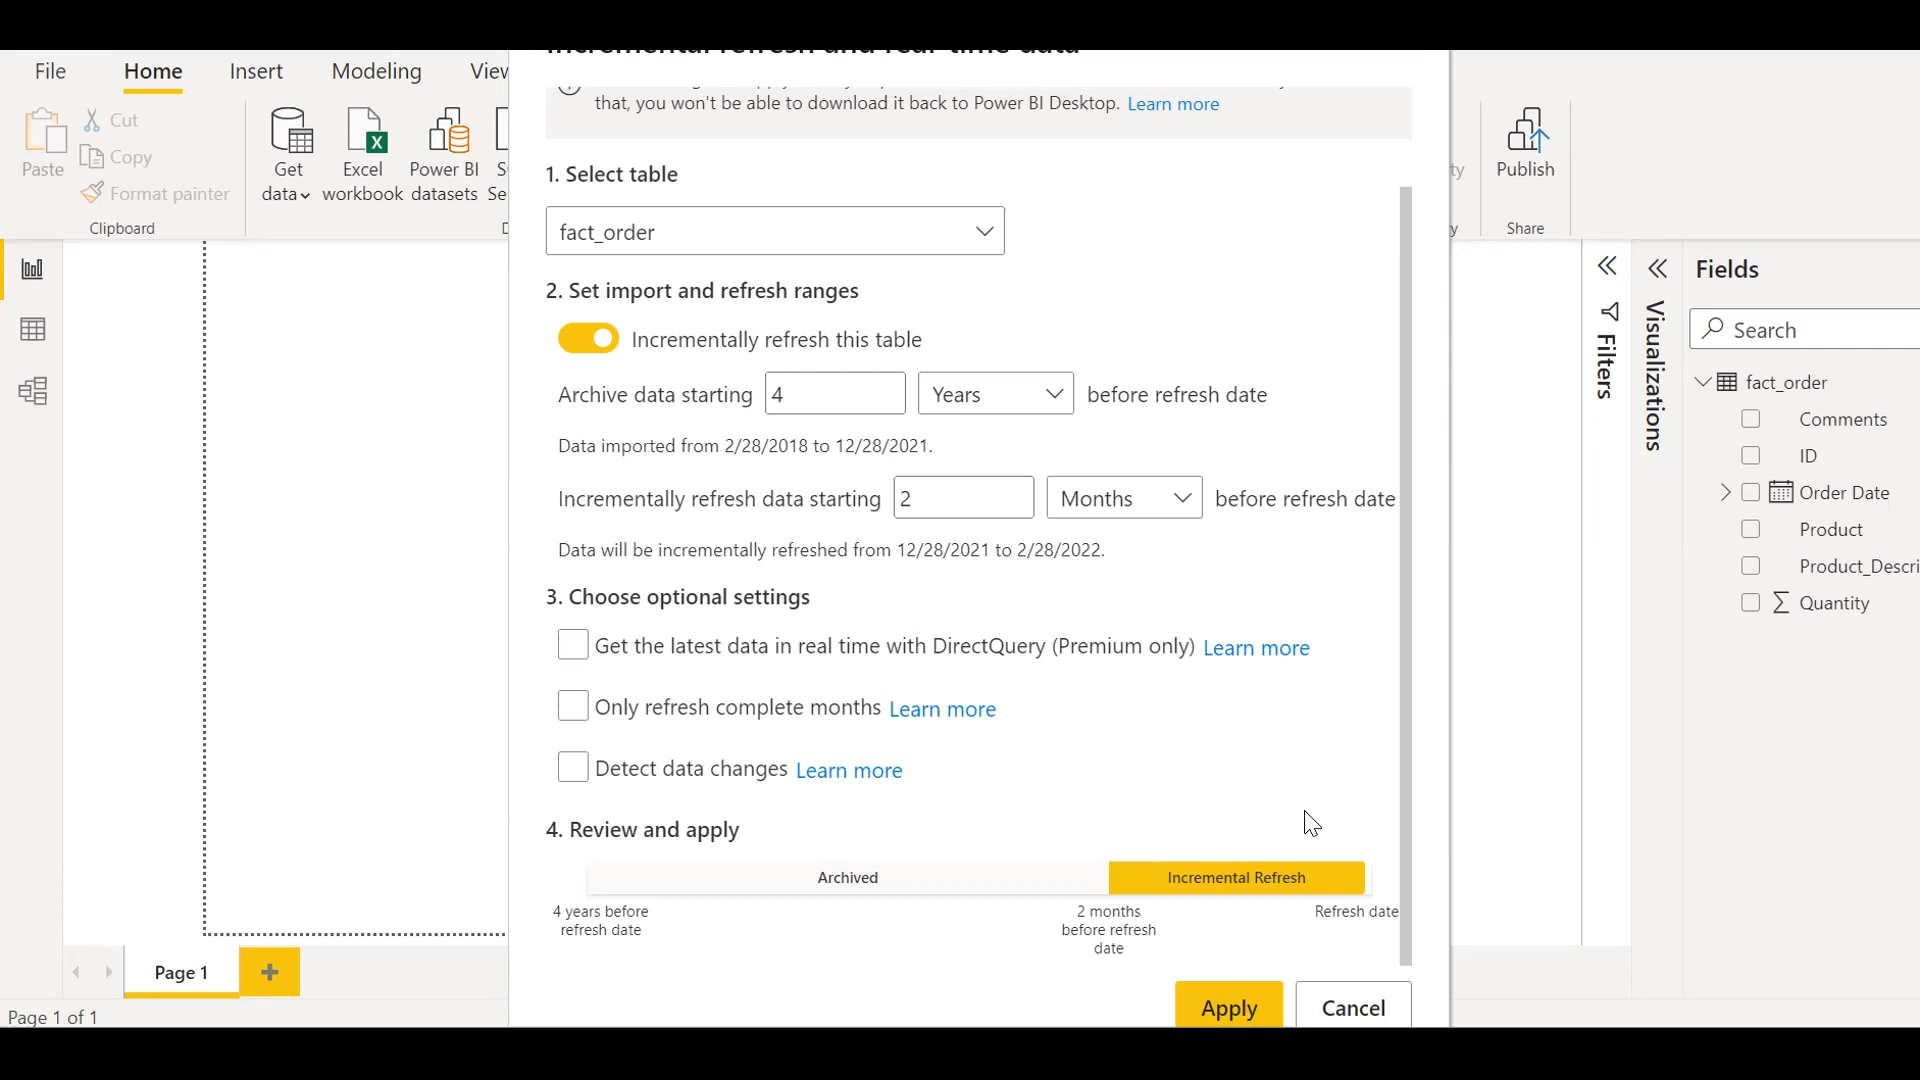 Incremental refresh and real-time data
File Home Insert Modeling View
Paste
Cut
Copy
Format painter
Clipboard
Get data
Excel workbook
Power BI datasets
Publish
Share
that, you won't be able to download it back to Power BI Desktop. Learn more
1. Select table
fact_order
2. Set import and refresh ranges
Incrementally refresh this table
Archive data starting 4 Years before refresh date
Data imported from 2/28/2018 to 12/28/2021.
Incrementally refresh data starting 2 Months before refresh date
Data will be incrementally refreshed from 12/28/2021 to 2/28/2022.
3. Choose optional settings
Get the latest data in real time with DirectQuery (Premium only) Learn more
Only refresh complete months Learn more
Detect data changes Learn more
4. Review and apply
Archived
Incremental Refresh
4 years before
refresh date
2 months
before refresh
date
Refresh date
Apply
Cancel
Filters
Visualizations
Fields
Search
fact_order
Comments
ID
Order Date
Product
Product_Descri
Quantity
Page 1
Page 1 of 1